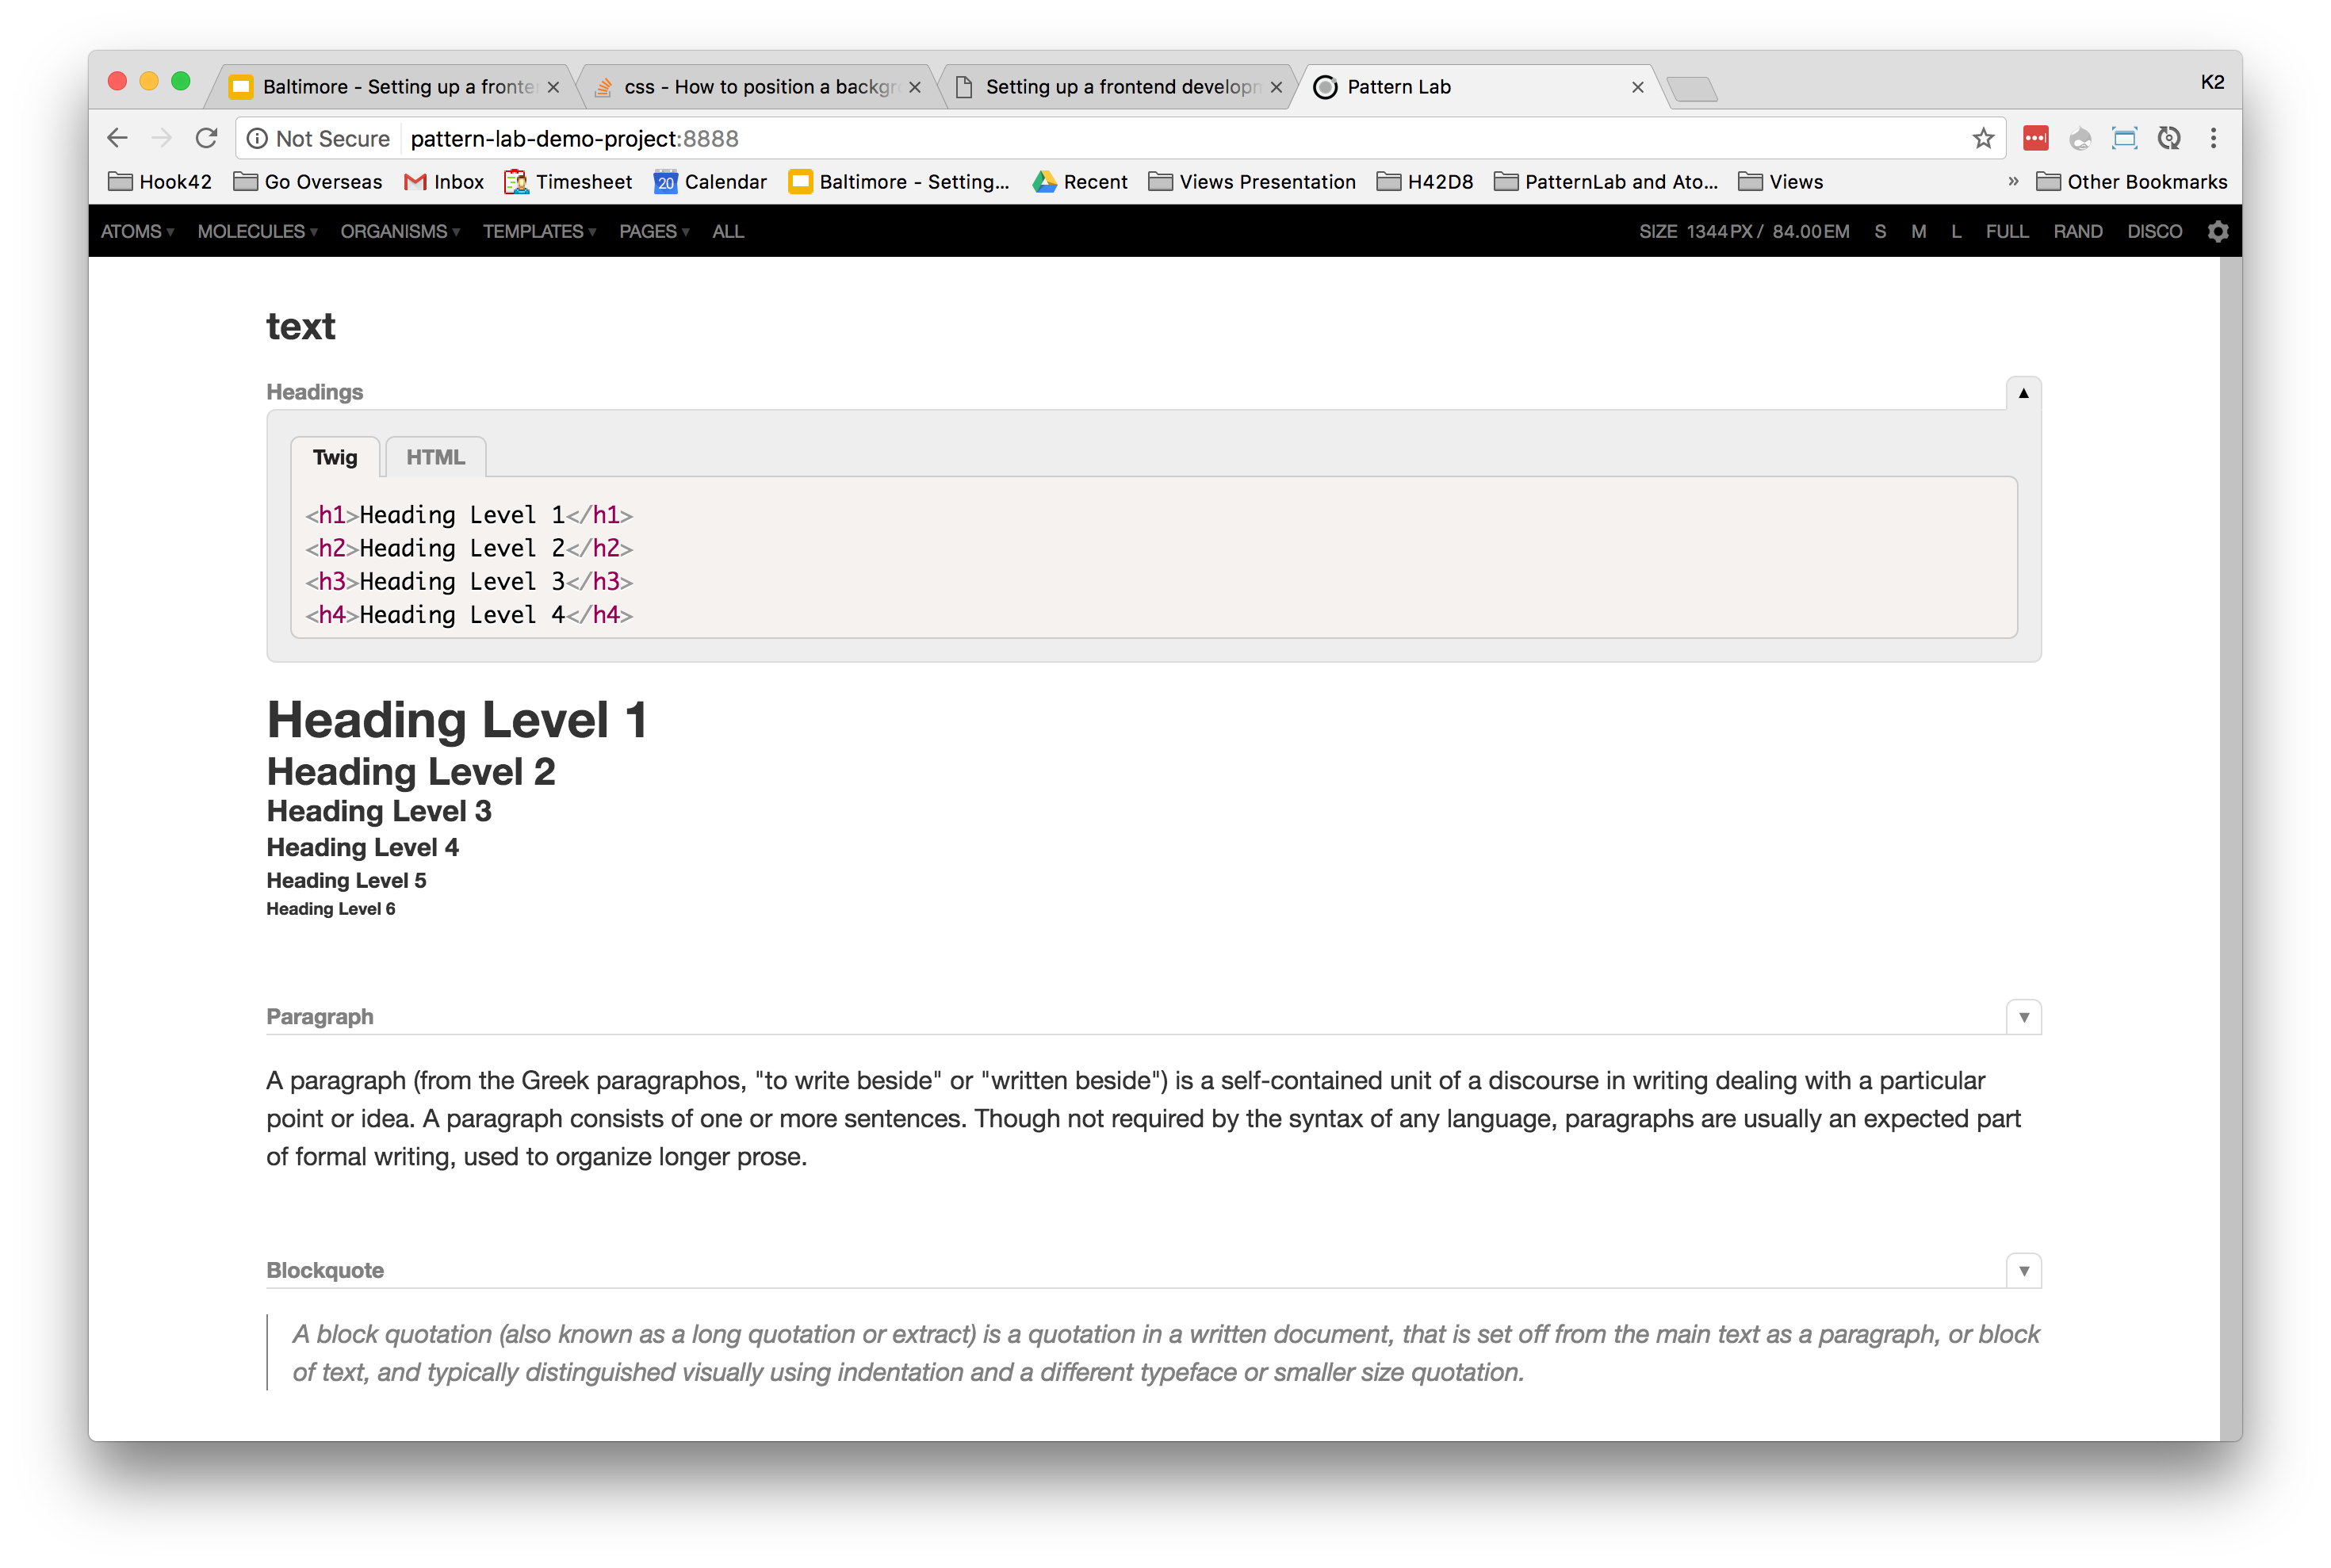 Baltimore - Setting up a fronte
css - How to position a backgr
Setting up a frontend develop
Pattern Lab
K2
Not Secure
pattern-lab-demo-project:8888
Hook42
Go Overseas
Inbox
Timesheet
20
Calendar
Baltimore - Setting...
Recent
Views Presentation
H42D8
PatternLab and Ato...
Views
»
Other Bookmarks
ATOMS ▾ MOLECULES ▾ ORGANISMS ▾ TEMPLATES ▾ PAGES ▾ ALL
SIZE 1344PX / 84.00EM S M L FULL RAND DISCO
text
Headings
▲
Twig
HTML
<h1>Heading Level 1</h1>
<h2>Heading Level 2</h2>
<h3>Heading Level 3</h3>
<h4>Heading Level 4</h4>
Heading Level 1
Heading Level 2
Heading Level 3
Heading Level 4
Heading Level 5
Heading Level 6
Paragraph
▼
A paragraph (from the Greek paragraphos, "to write beside" or "written beside") is a self-contained unit of a discourse in writing dealing with a particular
point or idea. A paragraph consists of one or more sentences. Though not required by the syntax of any language, paragraphs are usually an expected part
of formal writing, used to organize longer prose.
Blockquote
▼
A block quotation (also known as a long quotation or extract) is a quotation in a written document, that is set off from the main text as a paragraph, or block
of text, and typically distinguished visually using indentation and a different typeface or smaller size quotation.